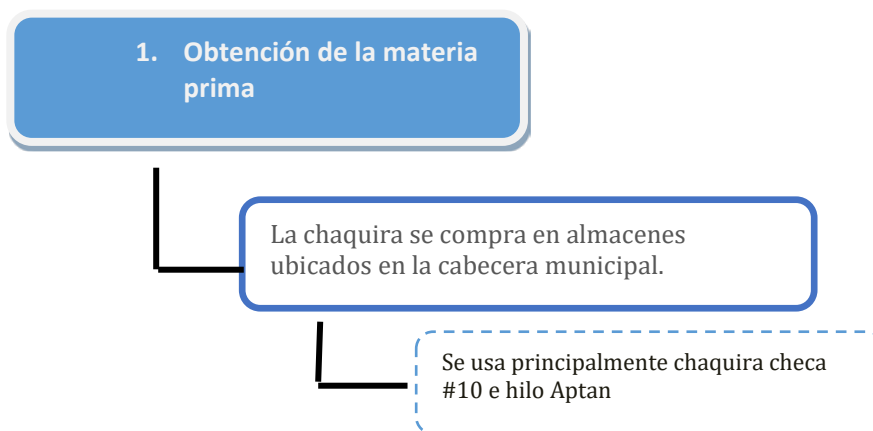 1. Obtención de la materia
prima
La chaquira se compra en almacenes
ubicados en la cabecera municipal.
Se usa principalmente chaquira checa
#10 e hilo Aptan